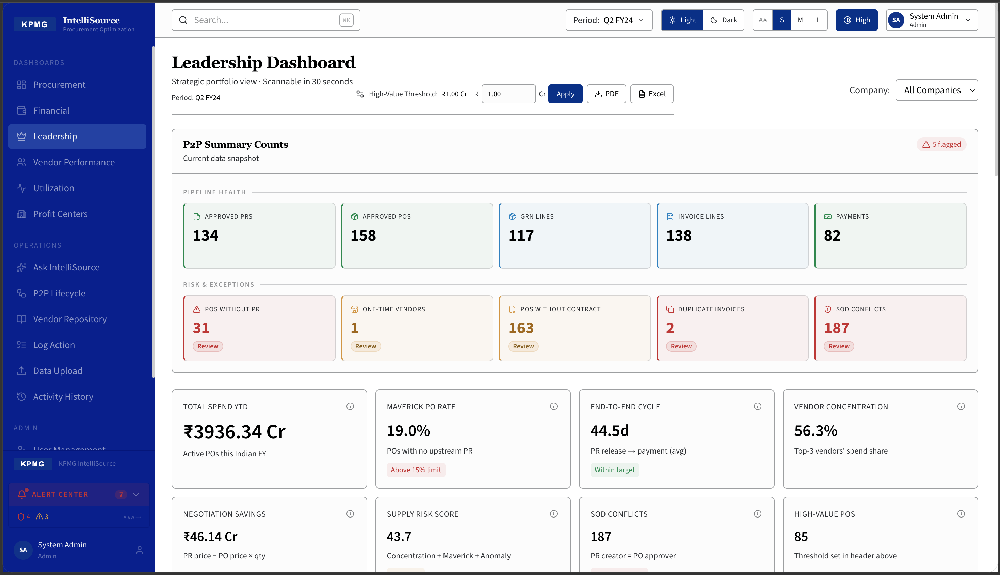 KPMG
IntelliSource
Procurement Optimization
DASHBOARDS
Procurement
Financial
Leadership
Vendor Performance
Utilization
Profit Centers
OPERATIONS
Ask IntelliSource
P2P Lifecycle
Vendor Repository
Log Action
Data Upload
Activity History
ADMIN
User Management
KPMG KPMG IntelliSource
ALERT CENTER 7
4 3 View →
SA System Admin
Admin
Search... ⌘K
Period: Q2 FY24
Light Dark
AA S M L
High
SA System Admin
Admin
Leadership Dashboard
Strategic portfolio view · Scannable in 30 seconds
Period: Q2 FY24
High-Value Threshold: ₹1.00 Cr ₹ 1.00 Cr Apply PDF Excel
Company: All Companies
P2P Summary Counts
Current data snapshot
5 flagged
PIPELINE HEALTH
APPROVED PRS
134
APPROVED POS
158
GRN LINES
117
INVOICE LINES
138
PAYMENTS
82
RISK & EXCEPTIONS
POS WITHOUT PR
31
Review
ONE-TIME VENDORS
1
Review
POS WITHOUT CONTRACT
163
Review
DUPLICATE INVOICES
2
Review
SOD CONFLICTS
187
Review
TOTAL SPEND YTD
₹3936.34 Cr
Active POs this Indian FY
MAVERICK PO RATE
19.0%
POs with no upstream PR
Above 15% limit
END-TO-END CYCLE
44.5d
PR release → payment (avg)
Within target
VENDOR CONCENTRATION
56.3%
Top-3 vendors' spend share
NEGOTIATION SAVINGS
₹46.14 Cr
PR price − PO price × qty
SUPPLY RISK SCORE
43.7
Concentration + Maverick + Anomaly
SOD CONFLICTS
187
PR creator = PO approver
HIGH-VALUE POS
85
Threshold set in header above